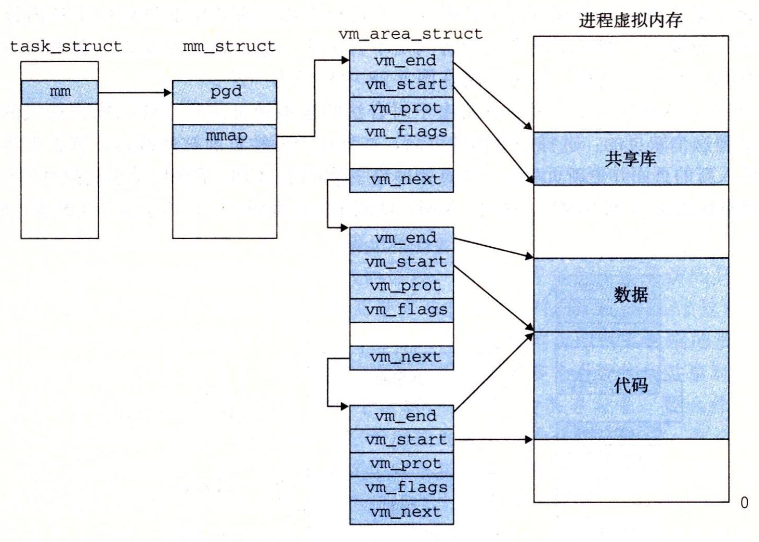 进程虚拟内存
task_struct
mm
mm_struct
pgd
mmap
vm_area_struct
vm_end
vm_start
vm_prot
vm_flags
vm_next
vm_end
vm_start
vm_prot
vm_flags
vm_next
vm_end
vm_start
vm_prot
vm_flags
vm_next
共享库
数据
代码
0